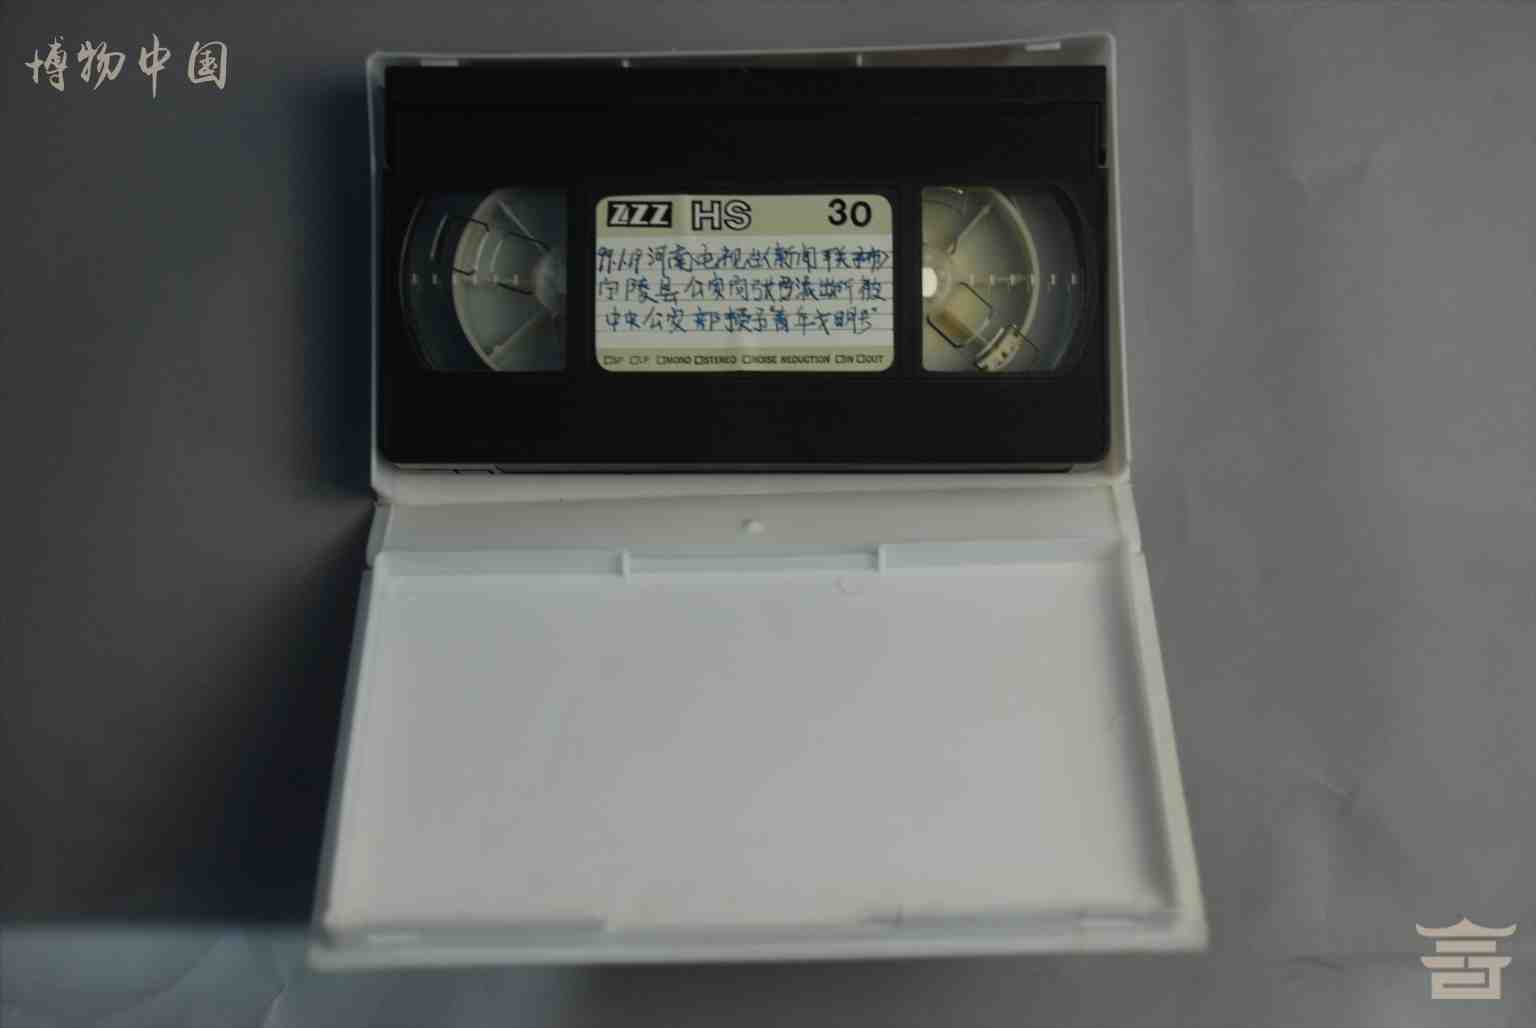 博物中国
ZZZ HS 30
99.1.19 河南电视台《新闻联播》
宁陵县公安局张弓派出所被
中央公安部授予"青年文明号"
□SP □LP □MONO □STEREO □NOISE REDUCTION □IN □OUT